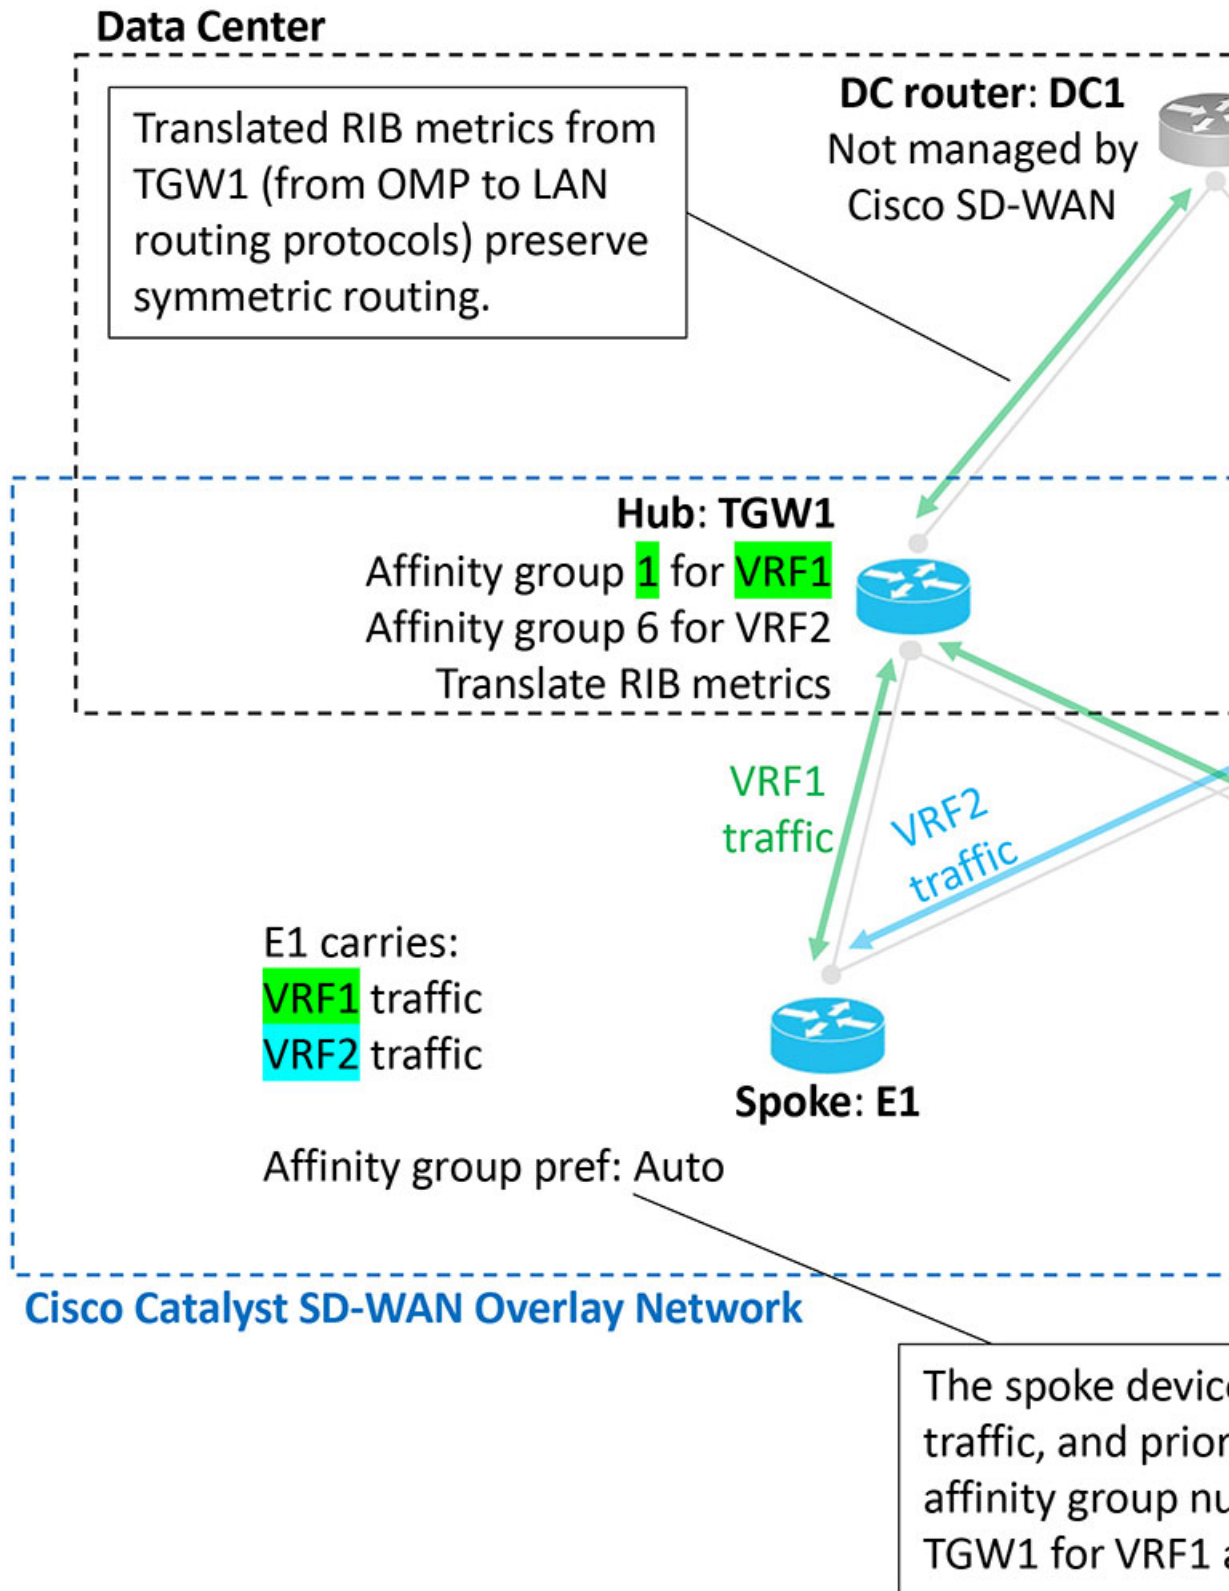 Data Center
Translated RIB metrics from
TGW1 (from OMP to LAN
routing protocols) preserve
symmetric routing.
DC router: DC1
Not managed by
Cisco SD-WAN
Hub: TGW1
Affinity group 1 for VRF1
Affinity group 6 for VRF2
Translate RIB metrics
VRF1
traffic
VRF2
traffic
E1 carries:
VRF1 traffic
VRF2 traffic
Spoke: E1
Affinity group pref: Auto
Cisco Catalyst SD-WAN Overlay Network
The spoke
traffic, and
affinity group
TGW1 for VRF1